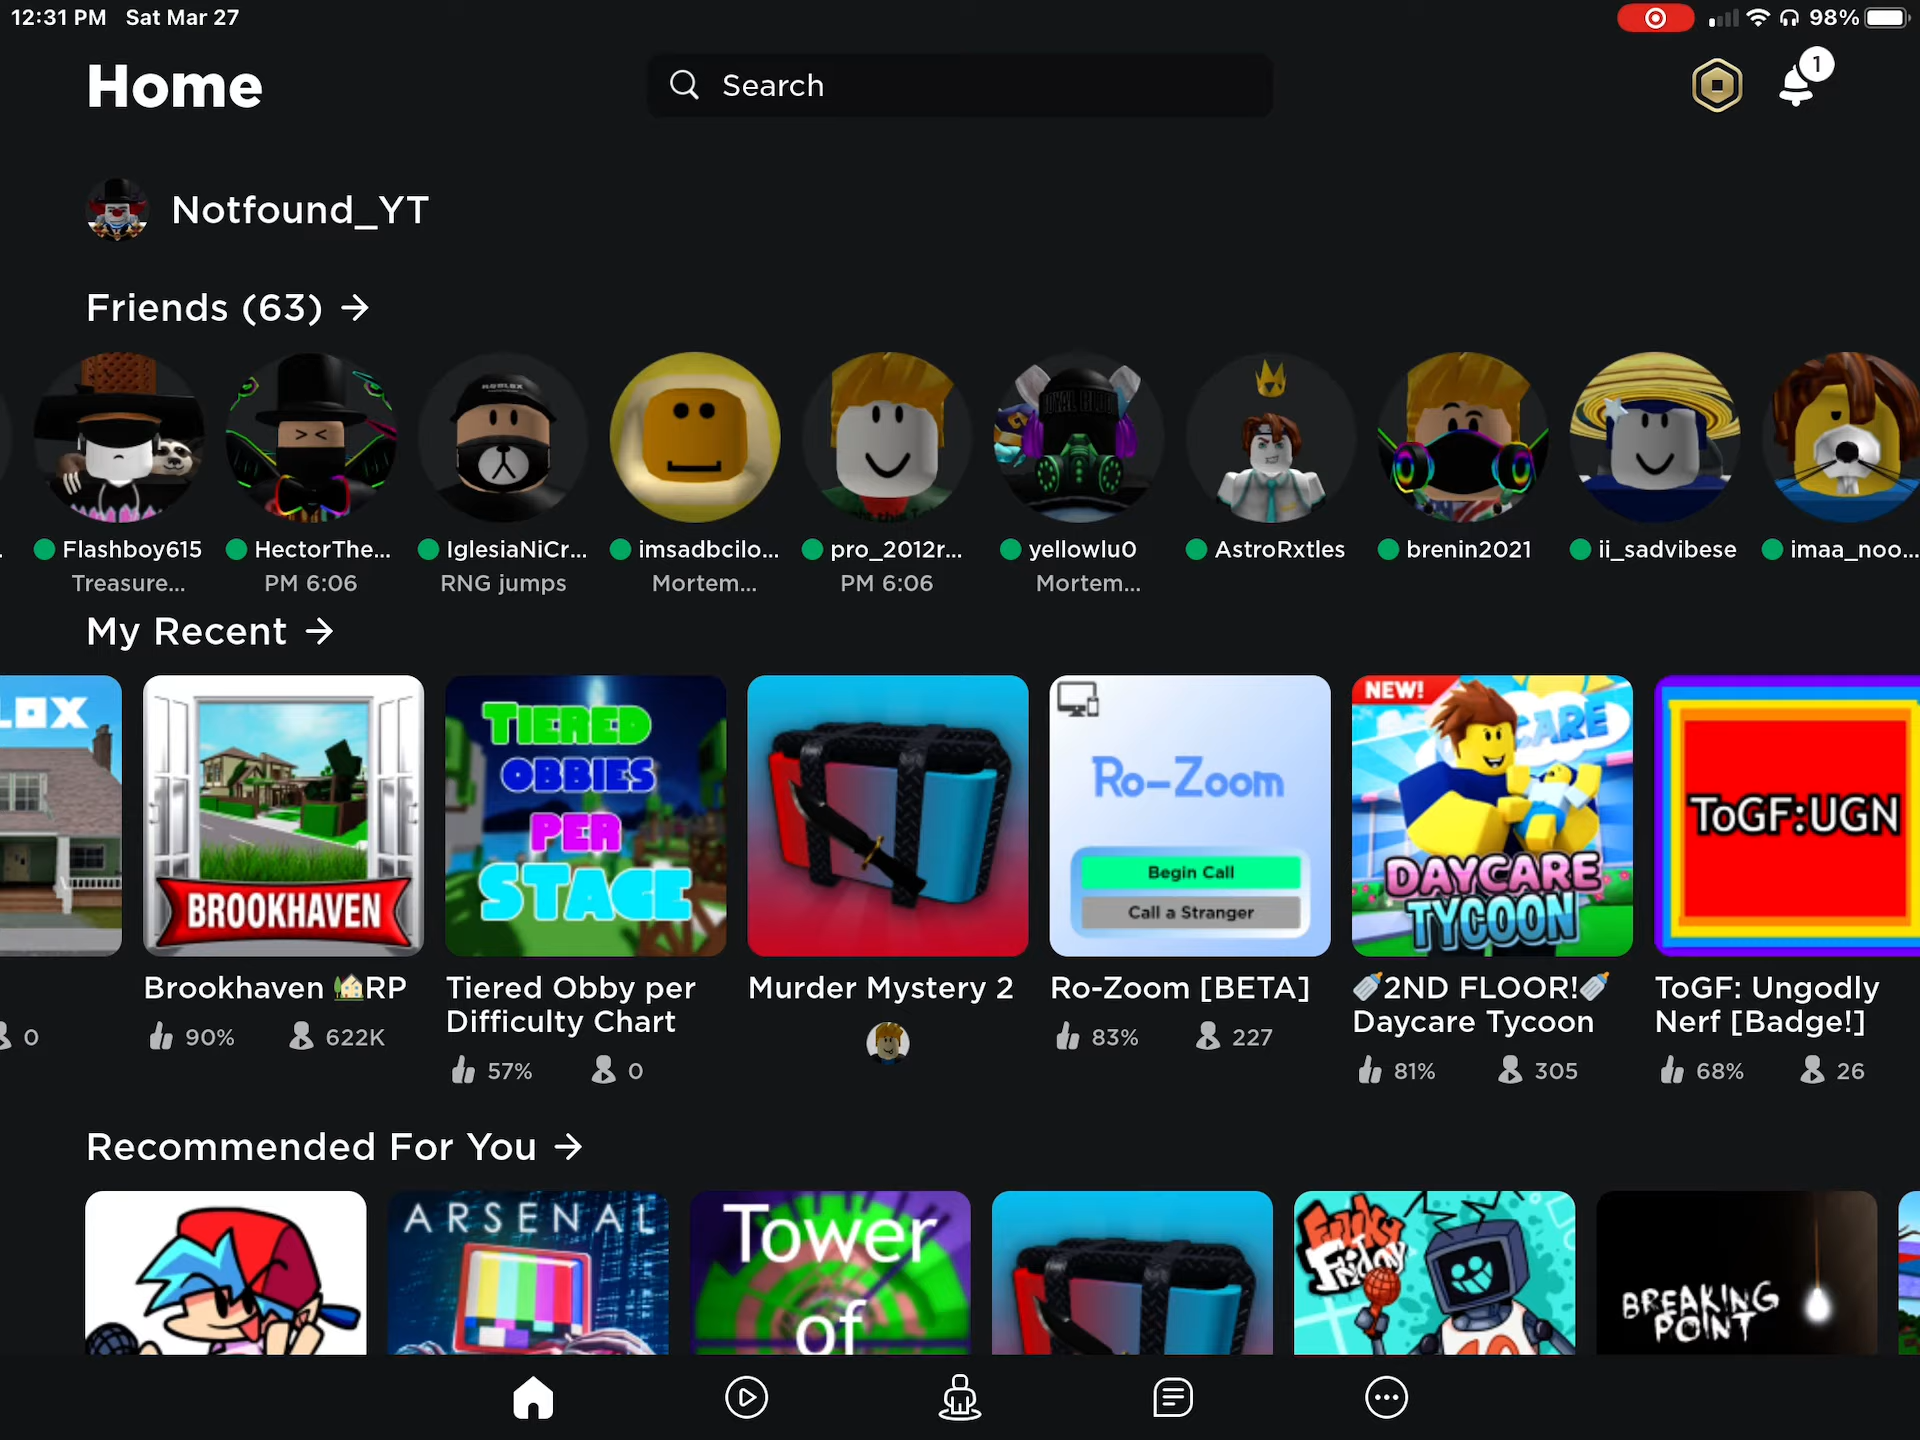 12:31 PM Sat Mar 27
98%
Home
Search
1
Notfound_YT
Friends (63) →
Flashboy615
HectorThe...
IglesiaNiCr...
imsadbcilo...
pro_2012r...
yellowlu0
AstroRxtles
brenin2021
ii_sadvibese
imaa_noo...
Treasure...
PM 6:06
RNG jumps
Mortem...
PM 6:06
Mortem...
My Recent →
LOX
BROOKHAVEN
TIERED
OBBIES
PER
STAGE
Ro-Zoom
Begin Call
Call a Stranger
NEW!
CARE
DAYCARE
TYCOON
ToGF:UGN
0
Brookhaven 🏡RP
90% 622K
Tiered Obby per
Difficulty Chart
57% 0
Murder Mystery 2
Ro-Zoom [BETA]
83% 227
🍼2ND FLOOR!🍼
Daycare Tycoon
81% 305
ToGF: Ungodly
Nerf [Badge!]
68% 26
Recommended For You →
ARSENAL
Tower
of
Funky
Friday
BREAKING
POINT